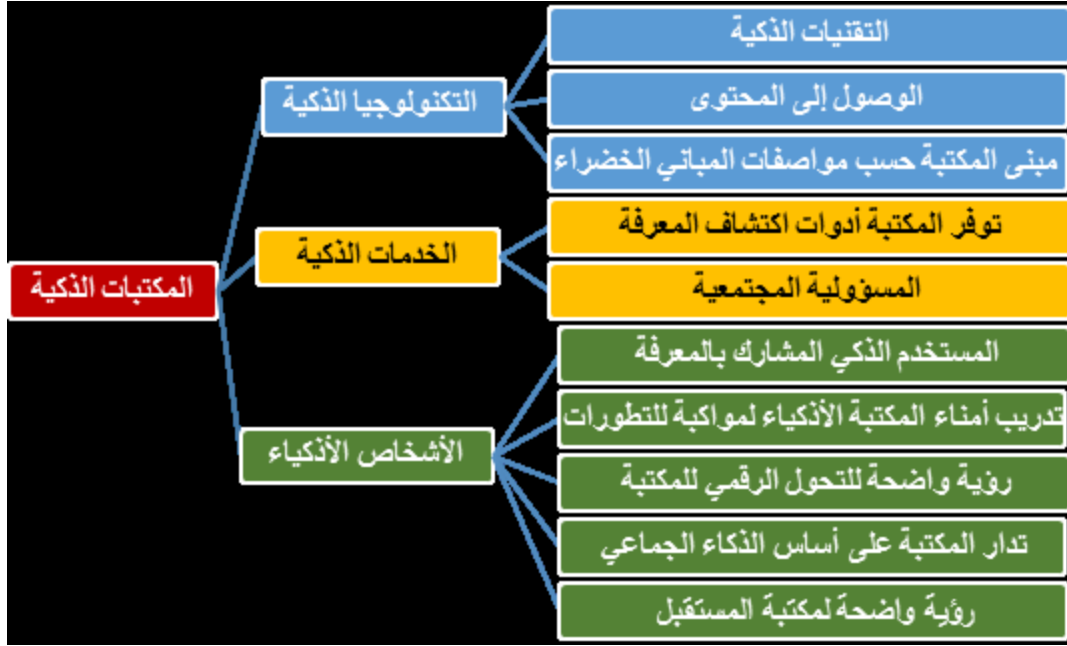 المكتبات الذكية
التكنولوجيا الذكية
التقنيات الذكية
الوصول إلى المحتوى
مبنى المكتبة حسب مواصفات المباني الخضراء
الخدمات الذكية
توفر المكتبة أدوات اكتشاف المعرفة
المسؤولية المجتمعية
الأشخاص الأذكياء
المستخدم الذكي المشارك بالمعرفة
تدريب أمناء المكتبة الأذكياء لمواكبة للتطورات
رؤية واضحة للتحول الرقمي للمكتبة
تدار المكتبة على أساس الذكاء الجماعي
رؤية واضحة لمكتبة المستقبل